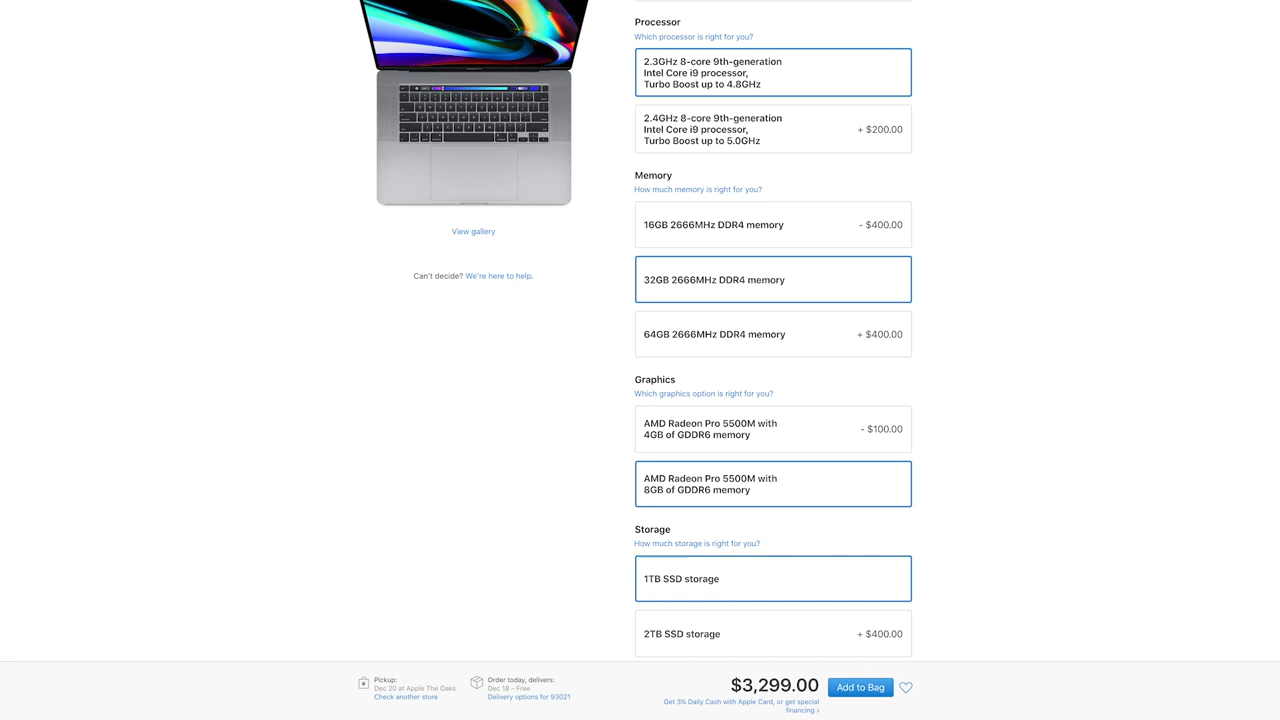 Processor
Which processor is right for you?
2.3GHz 8-core 9th-generation
Intel Core i9 processor,
Turbo Boost up to 4.8GHz
2.4GHz 8-core 9th-generation
Intel Core i9 processor,
Turbo Boost up to 5.0GHz
+ $200.00
Memory
How much memory is right for you?
16GB 2666MHz DDR4 memory
- $400.00
32GB 2666MHz DDR4 memory
64GB 2666MHz DDR4 memory
+ $400.00
Graphics
Which graphics option is right for you?
AMD Radeon Pro 5500M with
4GB of GDDR6 memory
- $100.00
AMD Radeon Pro 5500M with
8GB of GDDR6 memory
Storage
How much storage is right for you?
1TB SSD storage
2TB SSD storage
+ $400.00
View gallery
Can't decide? We're here to help.
Pickup:
Dec 20 at Apple The Oaks
Check another store
Order today, delivers:
Dec 18 – Free
Delivery options for 93021
$3,299.00
Add to Bag
Get 3% Daily Cash with Apple Card, or get special
financing ›